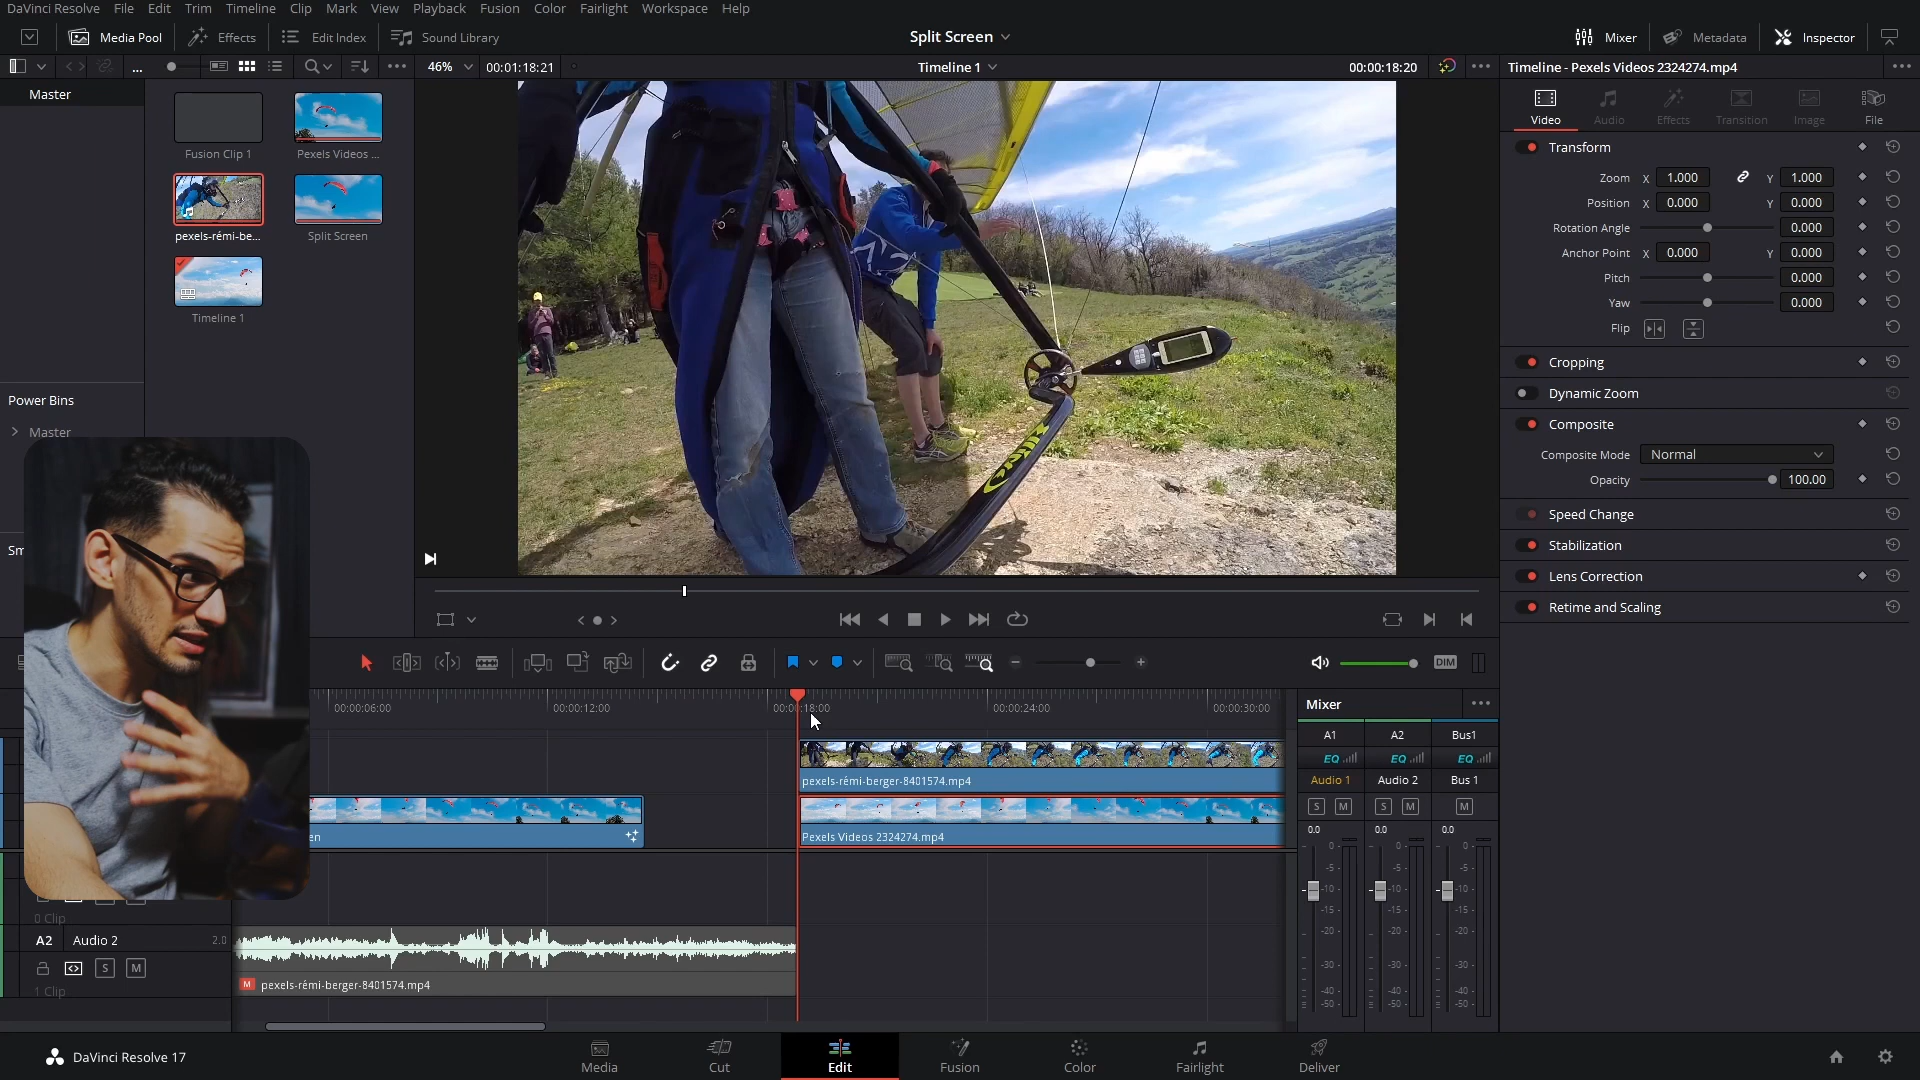 DaVinci Resolve File Edit Trim Timeline Clip Mark View Playback Fusion Color Fairlight Workspace Help
Media Pool Effects Edit Index Sound Library Split Screen Mixer Metadata Inspector
... 46% 00:01:18:21 Timeline 1 00:00:18:20 Timeline - Pexels Videos 2324274.mp4
Master
Fusion Clip 1 Pexels Videos ...
pexels-rémi-be... Split Screen
Timeline 1
Power Bins
Master
Sm
Video Audio Effects Transition Image File
Transform
Zoom X 1.000 Y 1.000
Position X 0.000 Y 0.000
Rotation Angle 0.000
Anchor Point X 0.000 Y 0.000
Pitch 0.000
Yaw 0.000
Flip
Cropping
Dynamic Zoom
Composite
Composite Mode Normal
Opacity 100.00
Speed Change
Stabilization
Lens Correction
Retime and Scaling
DIM
00:00:06:00 00:00:12:00 00:00:18:00 00:00:24:00 00:00:30:00
pexels-rémi-berger-8401574.mp4
en Pexels Videos 2324274.mp4
0 Clip
A2 Audio 2 2.0
S M
1 Clip
M pexels-rémi-berger-8401574.mp4
Mixer
A1 A2 Bus1
EQ EQ EQ
Audio 1 Audio 2 Bus 1
S M S M M
0.0 0.0 0.0
0 0 0
-5 -5 -5
-10 -10 -10
-15 -15 -15
-20 -20 -20
-30 -30 -30
-40 -40 -40
-50 -50 -50
DaVinci Resolve 17
Media Cut Edit Fusion Color Fairlight Deliver